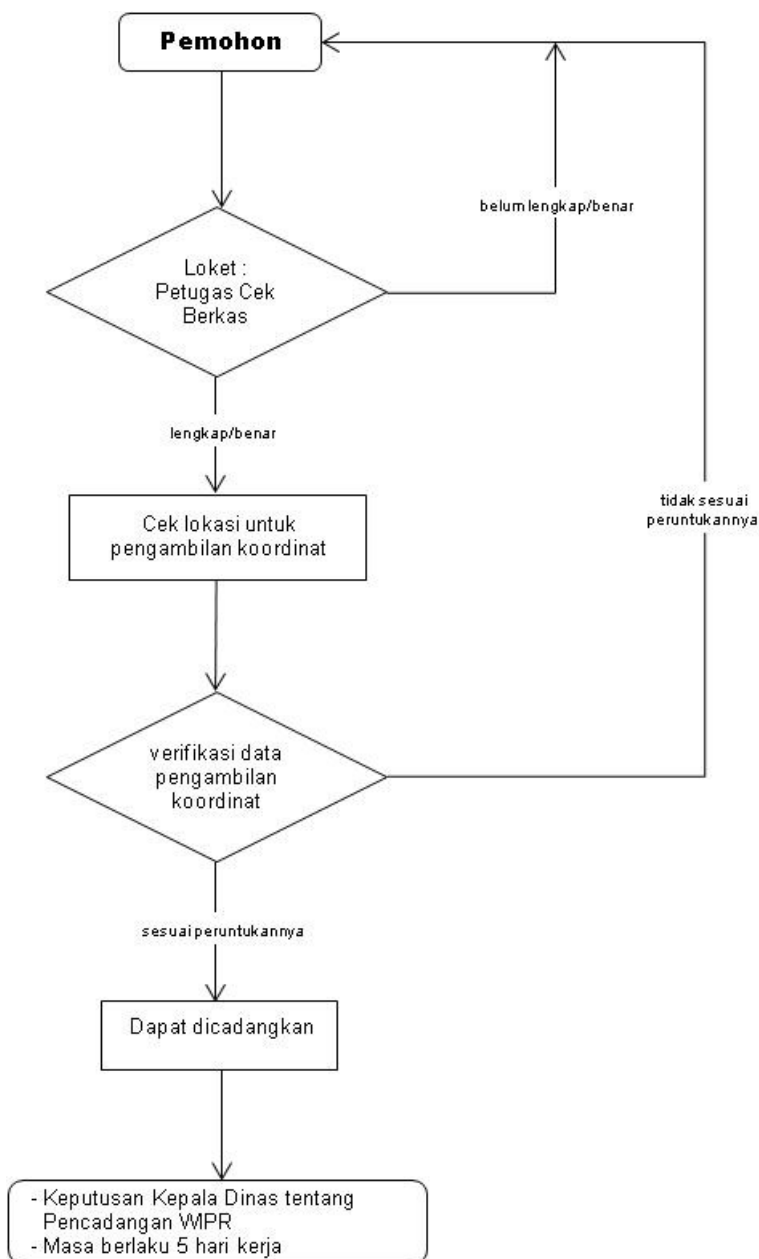 Pemohon
belum lengkap/benar
Loket :
Petugas Cek
Berkas
lengkap/benar
Cek lokasi untuk
pengambilan koordinat
tidak sesuai
peruntukannya
verifikasi data
pengambilan
koordinat
sesuai peruntukannya
Dapat dicadangkan
- Keputusan Kepala Dinas tentang
Pencadangan WIPR
- Masa berlaku 5 hari kerja